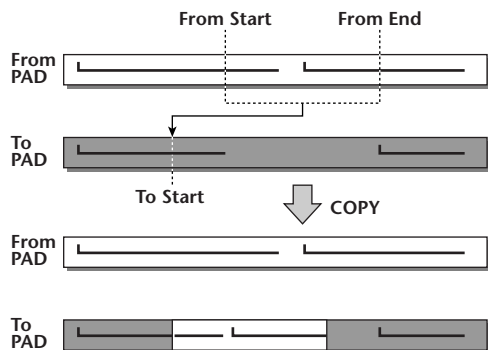 From Start From End
From
PAD
To
PAD
To Start
COPY
From
PAD
To
PAD